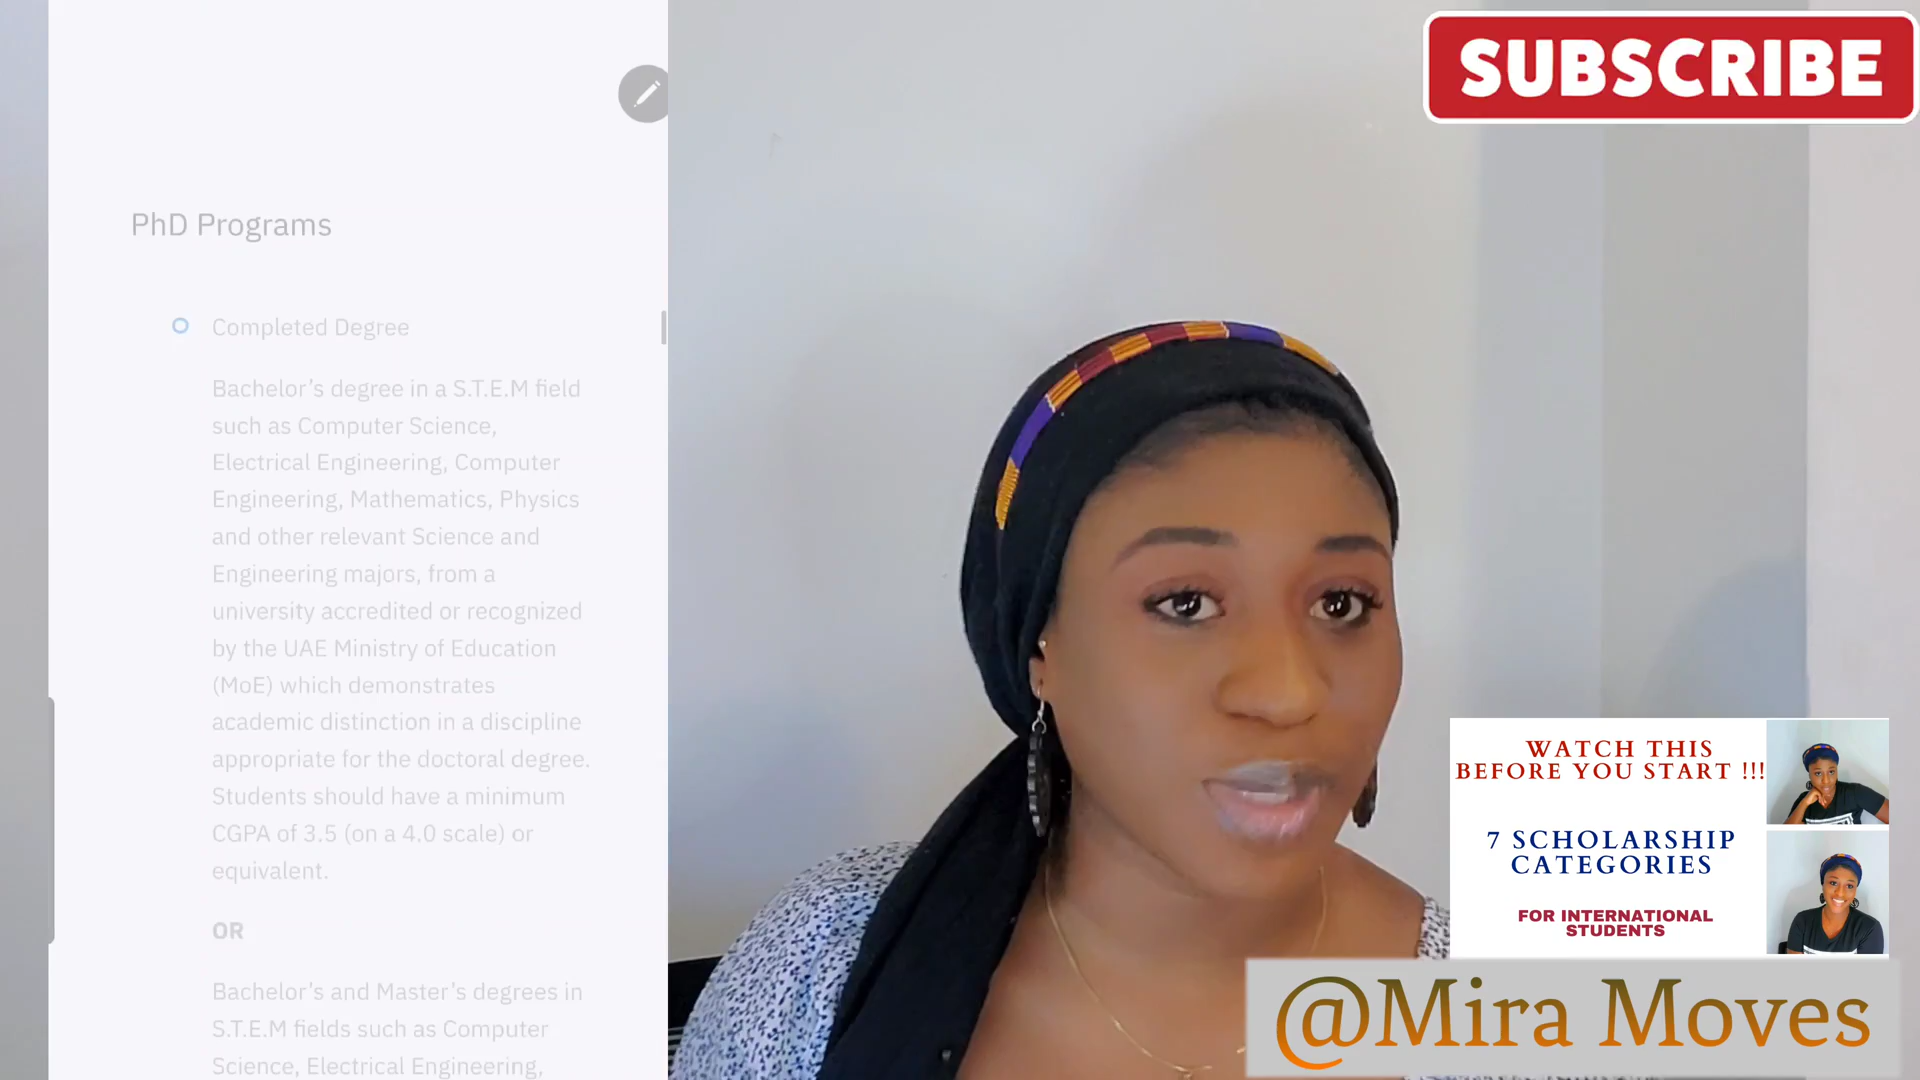 PhD Programs
Completed Degree
Bachelor's degree in a S.T.E.M field
such as Computer Science,
Electrical Engineering, Computer
Engineering, Mathematics, Physics
and other relevant Science and
Engineering majors, from a
university accredited or recognized
by the UAE Ministry of Education
(MoE) which demonstrates
academic distinction in a discipline
appropriate for the doctoral degree.
Students should have a minimum
CGPA of 3.5 (on a 4.0 scale) or
equivalent.
OR
Bachelor's and Master's degrees in
S.T.E.M fields such as Computer
Science, Electrical Engineering,
SUBSCRIBE
WATCH THIS
BEFORE YOU START !!!
7 SCHOLARSHIP
CATEGORIES
FOR INTERNATIONAL
STUDENTS
@Mira Moves